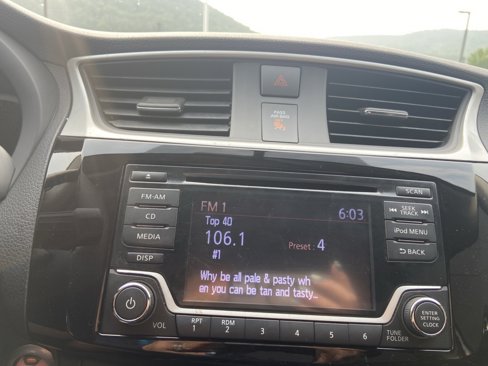 PASS
AIR BAG
FM-AM
CD
MEDIA
DISP
FM 1
6:03
Top 40
106.1
Preset : 4
#1
Why be all pale & pasty wh
en you can be tan and tasty...
SCAN
SEEK
TRACK
iPod MENU
BACK
VOL
RPT
1
RDM
2
3
4
5
6
TUNE
FOLDER
ENTER
SETTING
CLOCK